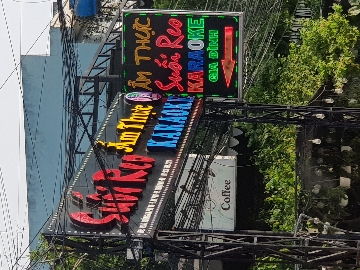 ẨM THỰC
Suối Reo
KARAOKE
GIA ĐÌNH
Ẩm Thực
KARAOKE
Suối Reo
Coffee